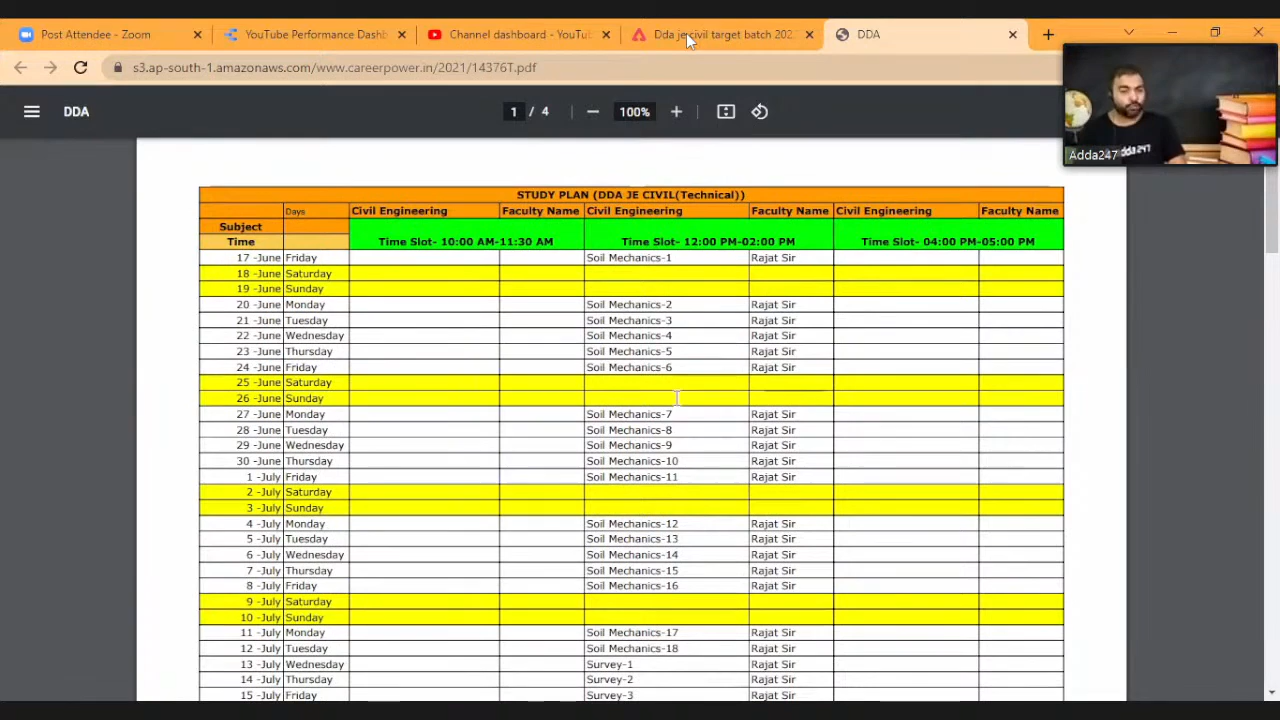 Post Attendee - Zoom
YouTube Performance Dashb
Channel dashboard - YouTu
Dda je civil target batch 202
DDA
s3.ap-south-1.amazonaws.com/www.careerpower.in/2021/14376T.pdf
DDA
1 / 4
100%
Adda247
STUDY PLAN (DDA JE CIVIL(Technical))
Days Civil Engineering Faculty Name Civil Engineering Faculty Name Civil Engineering Faculty Name
Subject
Time Time Slot- 10:00 AM-11:30 AM Time Slot- 12:00 PM-02:00 PM Time Slot- 04:00 PM-05:00 PM
17 -June Friday Soil Mechanics-1 Rajat Sir
18 -June Saturday
19 -June Sunday
20 -June Monday Soil Mechanics-2 Rajat Sir
21 -June Tuesday Soil Mechanics-3 Rajat Sir
22 -June Wednesday Soil Mechanics-4 Rajat Sir
23 -June Thursday Soil Mechanics-5 Rajat Sir
24 -June Friday Soil Mechanics-6 Rajat Sir
25 -June Saturday
26 -June Sunday
27 -June Monday Soil Mechanics-7 Rajat Sir
28 -June Tuesday Soil Mechanics-8 Rajat Sir
29 -June Wednesday Soil Mechanics-9 Rajat Sir
30 -June Thursday Soil Mechanics-10 Rajat Sir
1 -July Friday Soil Mechanics-11 Rajat Sir
2 -July Saturday
3 -July Sunday
4 -July Monday Soil Mechanics-12 Rajat Sir
5 -July Tuesday Soil Mechanics-13 Rajat Sir
6 -July Wednesday Soil Mechanics-14 Rajat Sir
7 -July Thursday Soil Mechanics-15 Rajat Sir
8 -July Friday Soil Mechanics-16 Rajat Sir
9 -July Saturday
10 -July Sunday
11 -July Monday Soil Mechanics-17 Rajat Sir
12 -July Tuesday Soil Mechanics-18 Rajat Sir
13 -July Wednesday Survey-1 Rajat Sir
14 -July Thursday Survey-2 Rajat Sir
15 -July Friday Survey-3 Rajat Sir